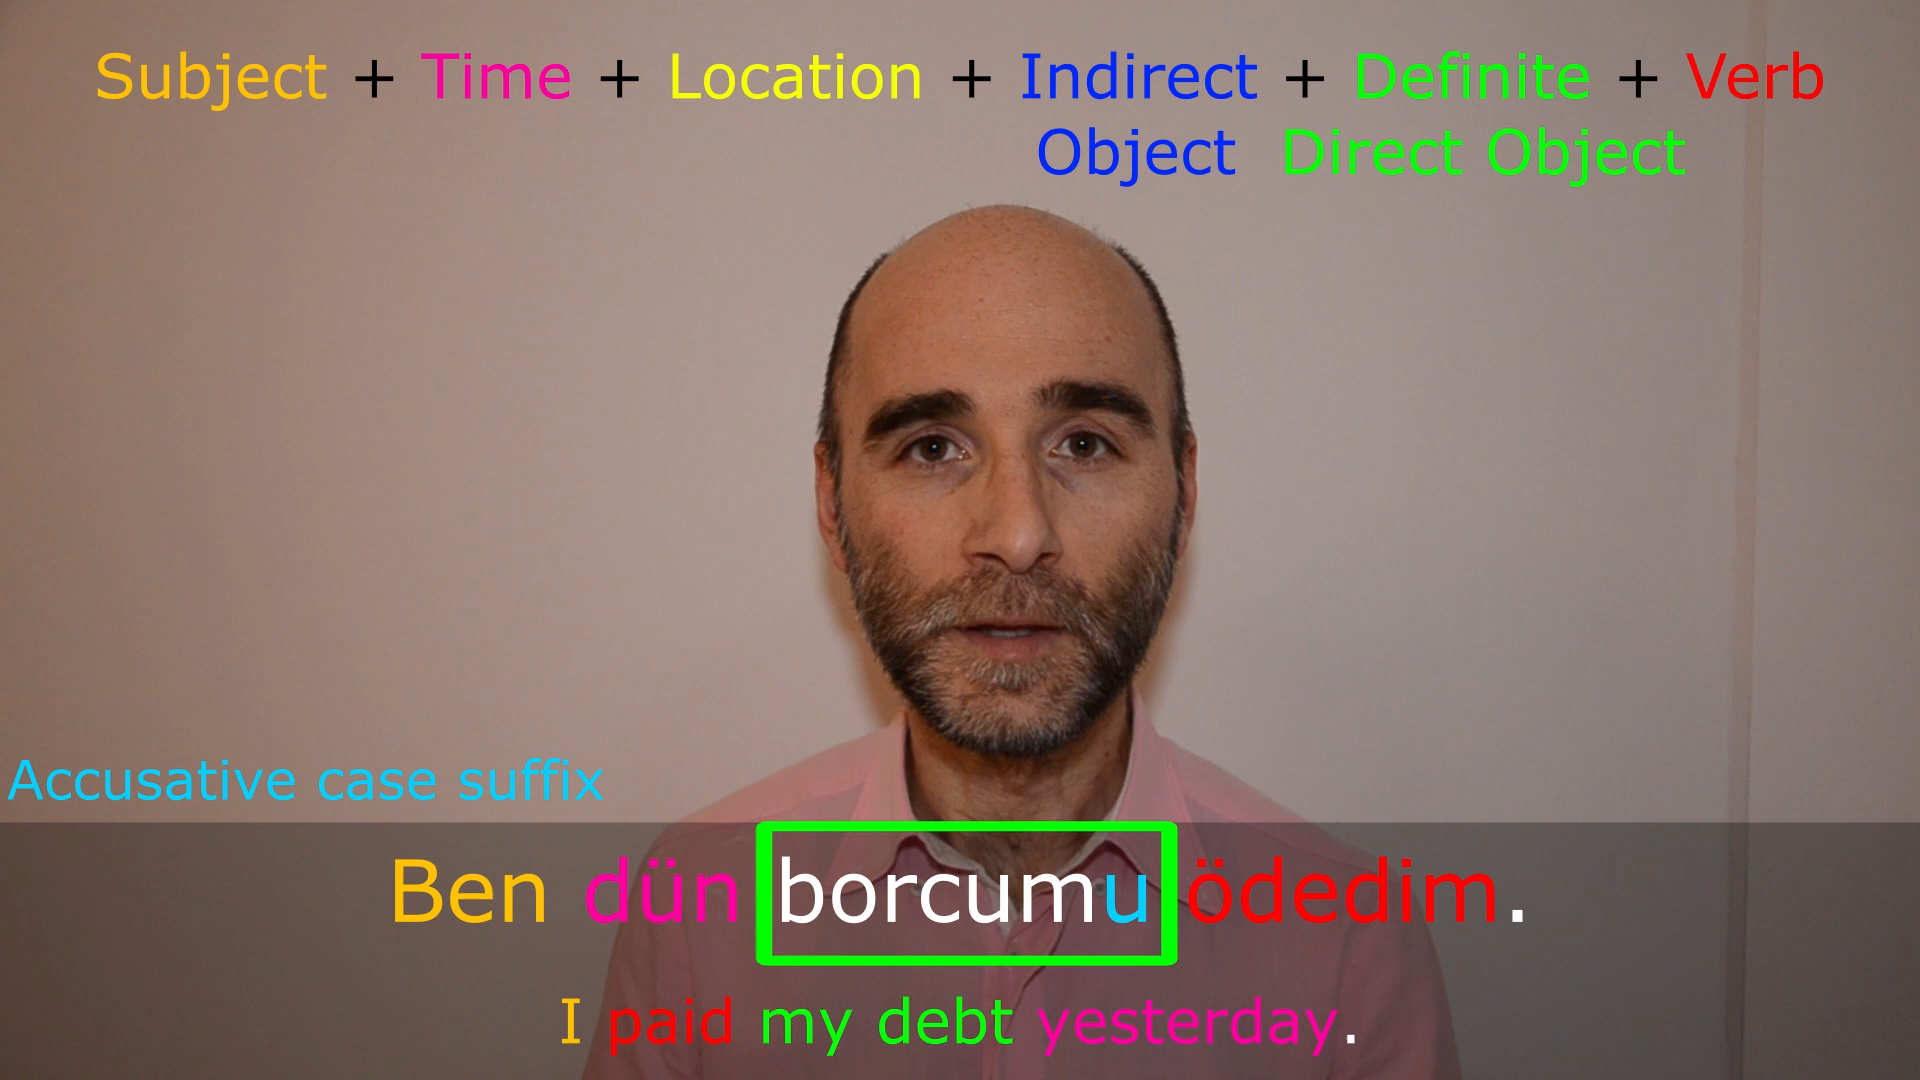 Subject + Time + Location + Indirect + Definite + Verb
Object Direct Object
Accusative case suffix
Ben dün borcumu ödedim.
I paid my debt yesterday.